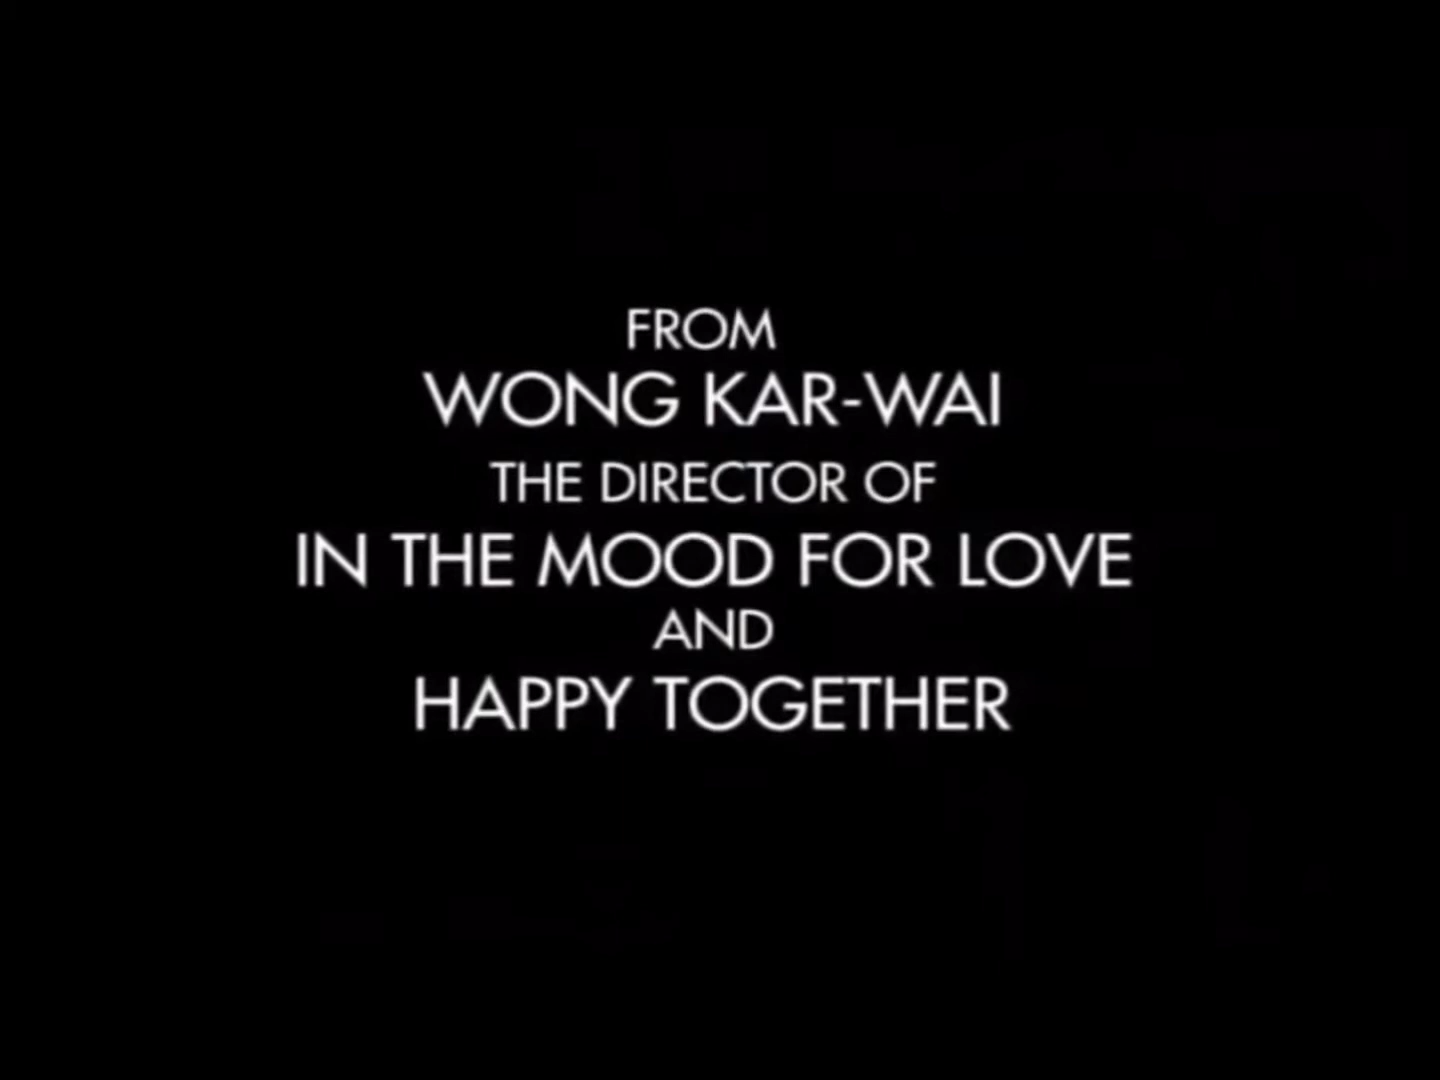 FROM
WONG KAR-WAI
THE DIRECTOR OF
IN THE MOOD FOR LOVE
AND
HAPPY TOGETHER